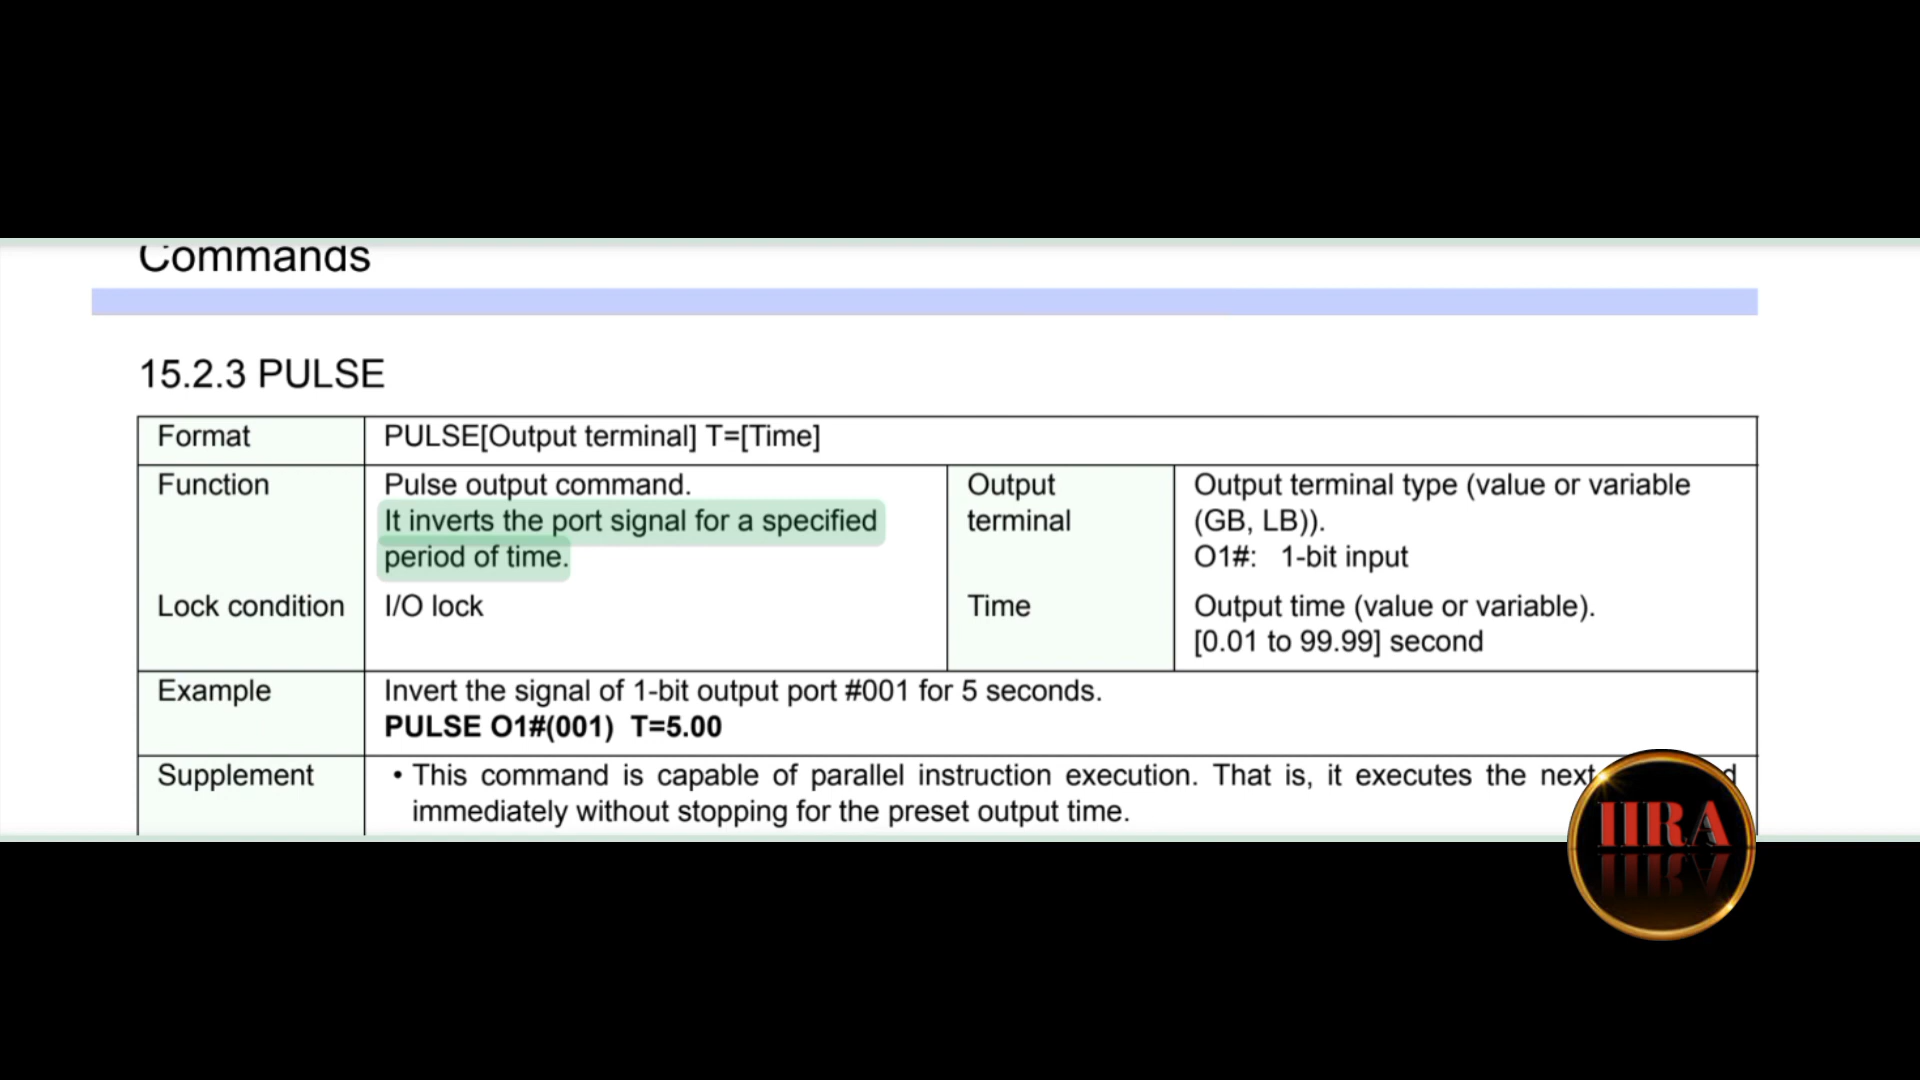 Commands
15.2.3 PULSE
Format
PULSE[Output terminal] T=[Time]
Function
Pulse output command.
It inverts the port signal for a specified
period of time.
Output
terminal
Output terminal type (value or variable
(GB, LB)).
O1#: 1-bit input
Lock condition
I/O lock
Time
Output time (value or variable).
[0.01 to 99.99] second
Example
Invert the signal of 1-bit output port #001 for 5 seconds.
PULSE O1#(001) T=5.00
Supplement
• This command is capable of parallel instruction execution. That is, it executes the next
immediately without stopping for the preset output time.
IIRA